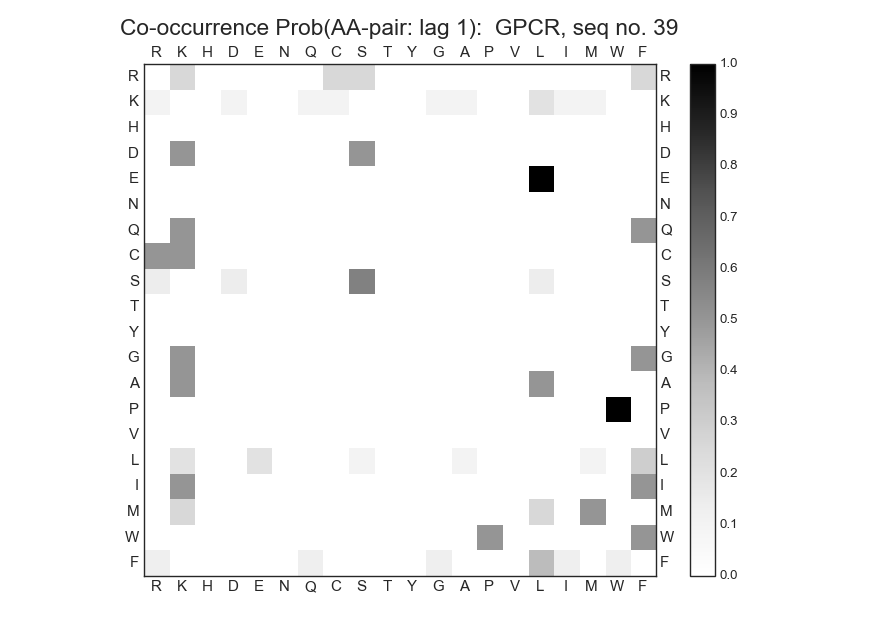 Co-occurrence Prob(AA-pair: lag 1):  GPCR, seq no. 39
R K H D E N Q C S T Y G A P V L I M W F
R R 1.0
K K 0.9
H H
D D 0.8
E E
N N 0.7
Q Q
C C 0.6
S S
T T 0.5
Y Y
G G 0.4
A A
P P 0.3
V V
L L 0.2
I I
M M 0.1
W W
F F 0.0
R K H D E N Q C S T Y G A P V L I M W F